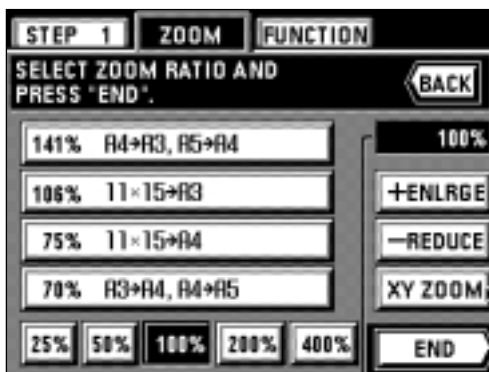 STEP 1 ZOOM FUNCTION
SELECT ZOOM RATIO AND
PRESS "END".
BACK
141% A4→A3, A5→A4
100%
106% 11×15→A3
+ENLRGE
75% 11×15→A4
−REDUCE
70% A3→A4, A4→A5
XY ZOOM
25% 50% 100% 200% 400%
END